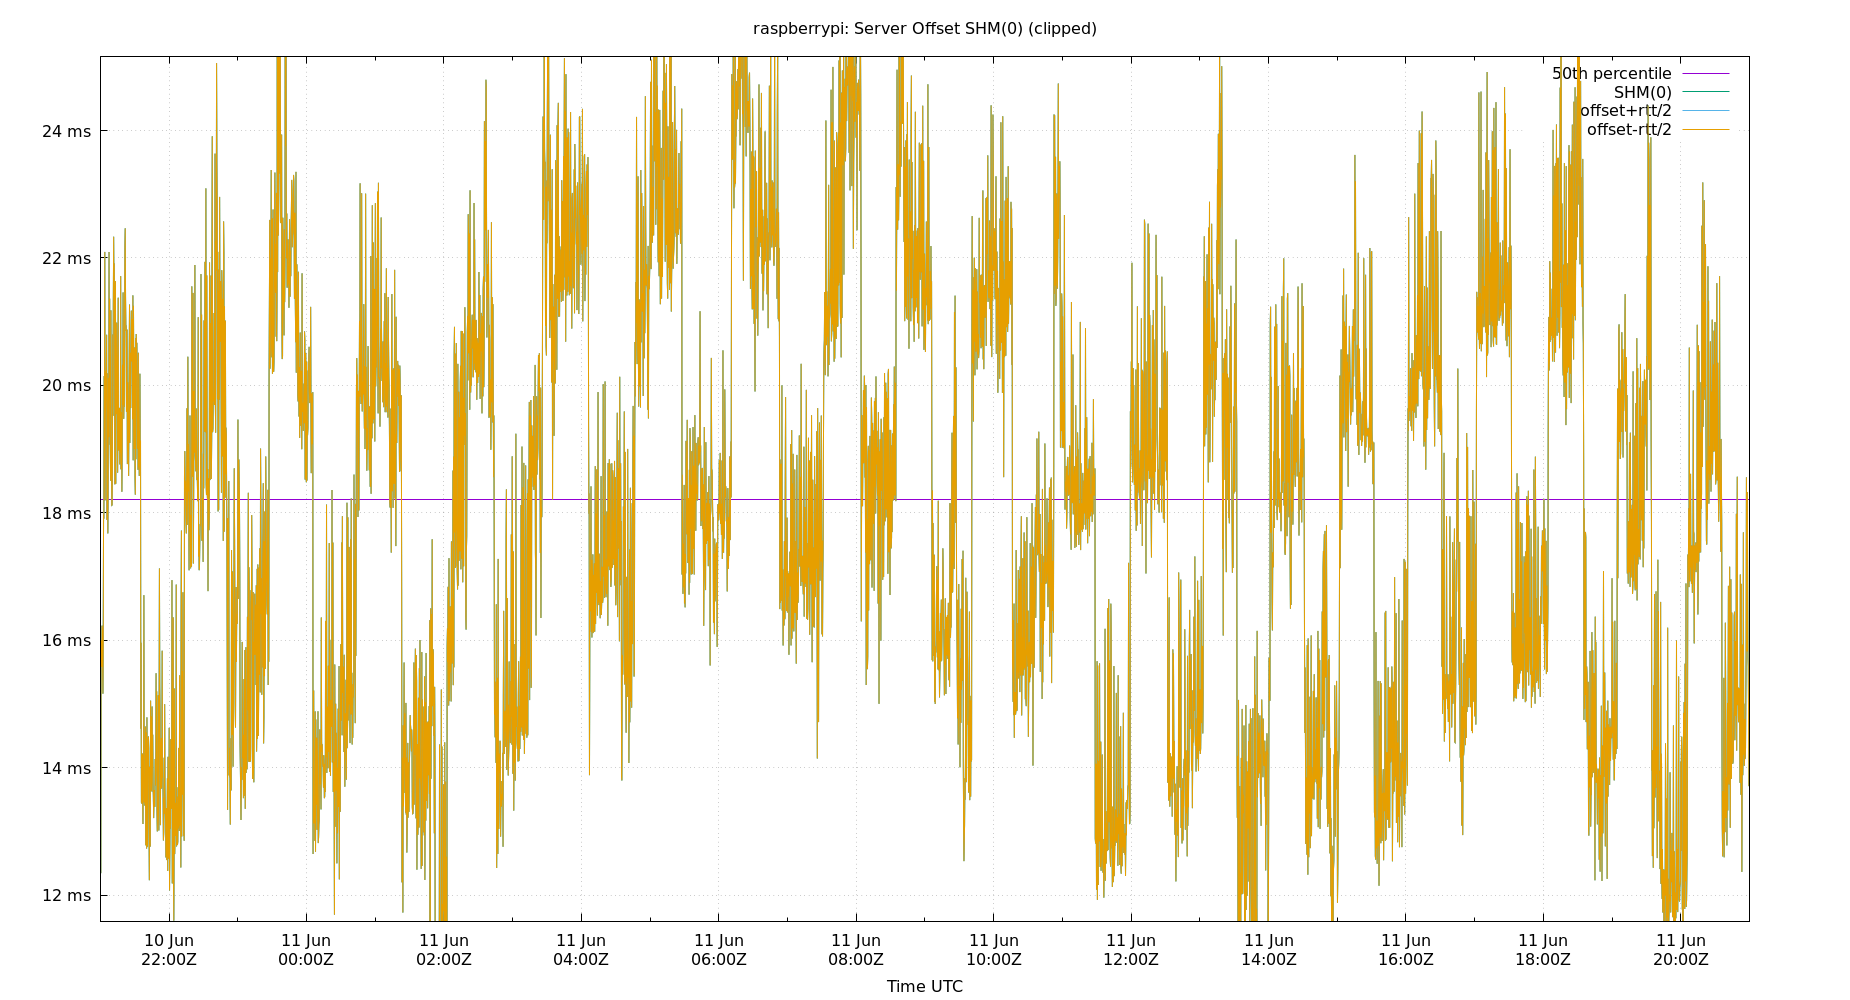 raspberrypi: Server Offset SHM(0) (clipped)
50th percentile
SHM(0)
offset+rtt/2
offset-rtt/2
24 ms
22 ms
20 ms
18 ms
16 ms
14 ms
12 ms
10 Jun 11 Jun 11 Jun 11 Jun 11 Jun 11 Jun 11 Jun 11 Jun 11 Jun 11 Jun 11 Jun 11 Jun
22:00Z 00:00Z 02:00Z 04:00Z 06:00Z 08:00Z 10:00Z 12:00Z 14:00Z 16:00Z 18:00Z 20:00Z
Time UTC